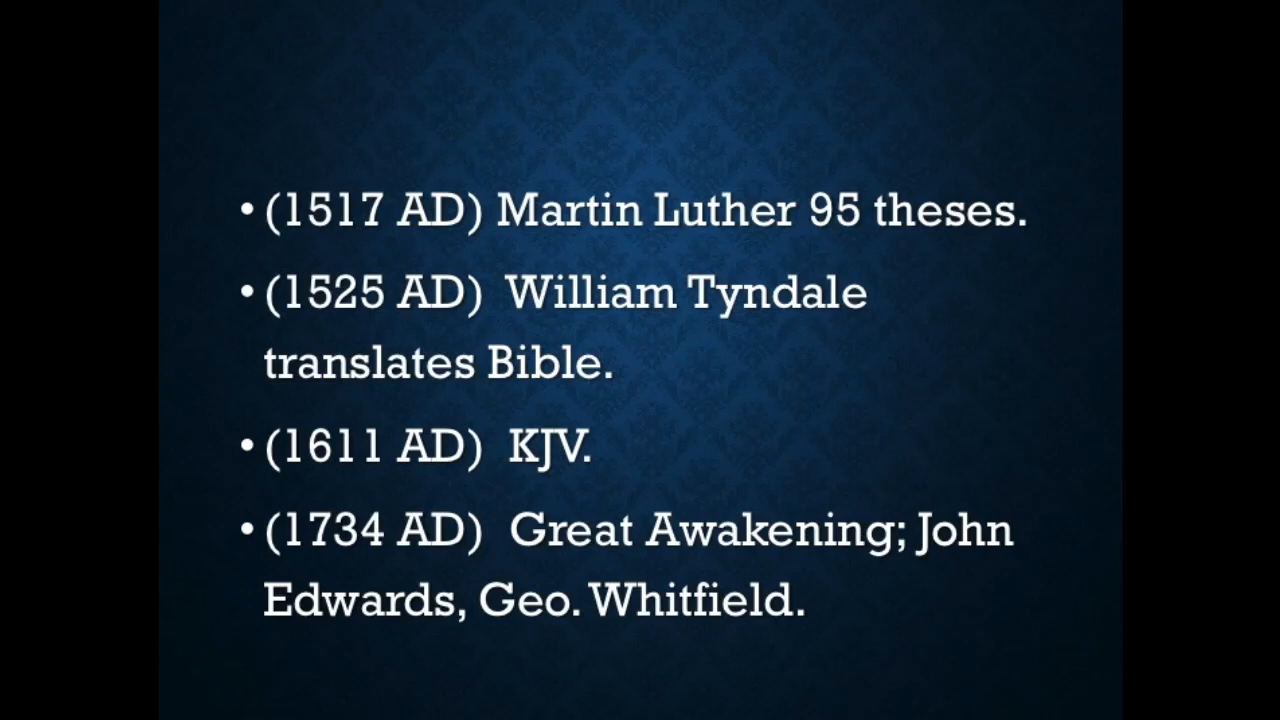 • (1517 AD) Martin Luther 95 theses.
• (1525 AD) William Tyndale
translates Bible.
• (1611 AD) KJV.
• (1734 AD) Great Awakening; John
Edwards, Geo. Whitfield.